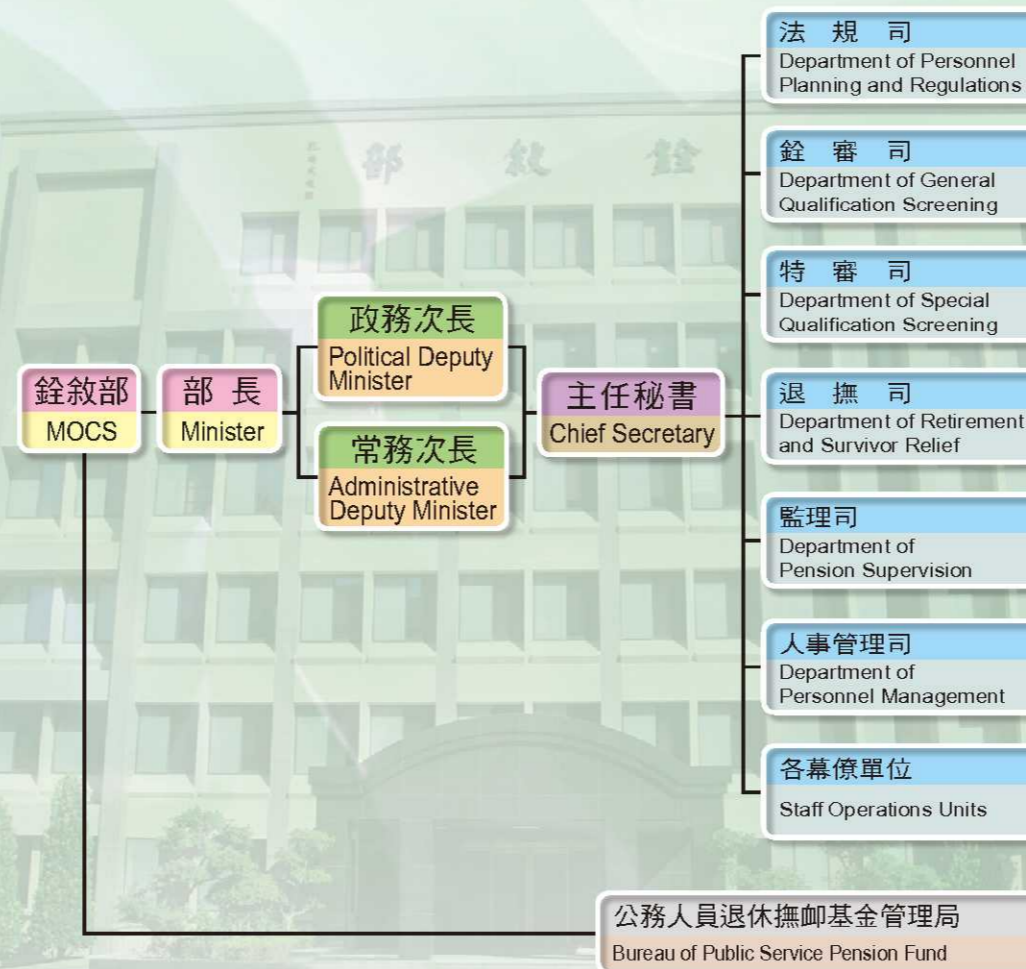 銓敘部
MOCS
部 長
Minister
政務次長
Political Deputy
Minister
常務次長
Administrative
Deputy Minister
主任秘書
Chief Secretary
法 規 司
Department of Personnel
Planning and Regulations
銓 審 司
Department of General
Qualification Screening
特 審 司
Department of Special
Qualification Screening
退 撫 司
Department of Retirement
and Survivor Relief
監理司
Department of
Pension Supervision
人事管理司
Department of
Personnel Management
各幕僚單位
Staff Operations Units
公務人員退休撫卹基金管理局
Bureau of Public Service Pension Fund
部 敘 銓